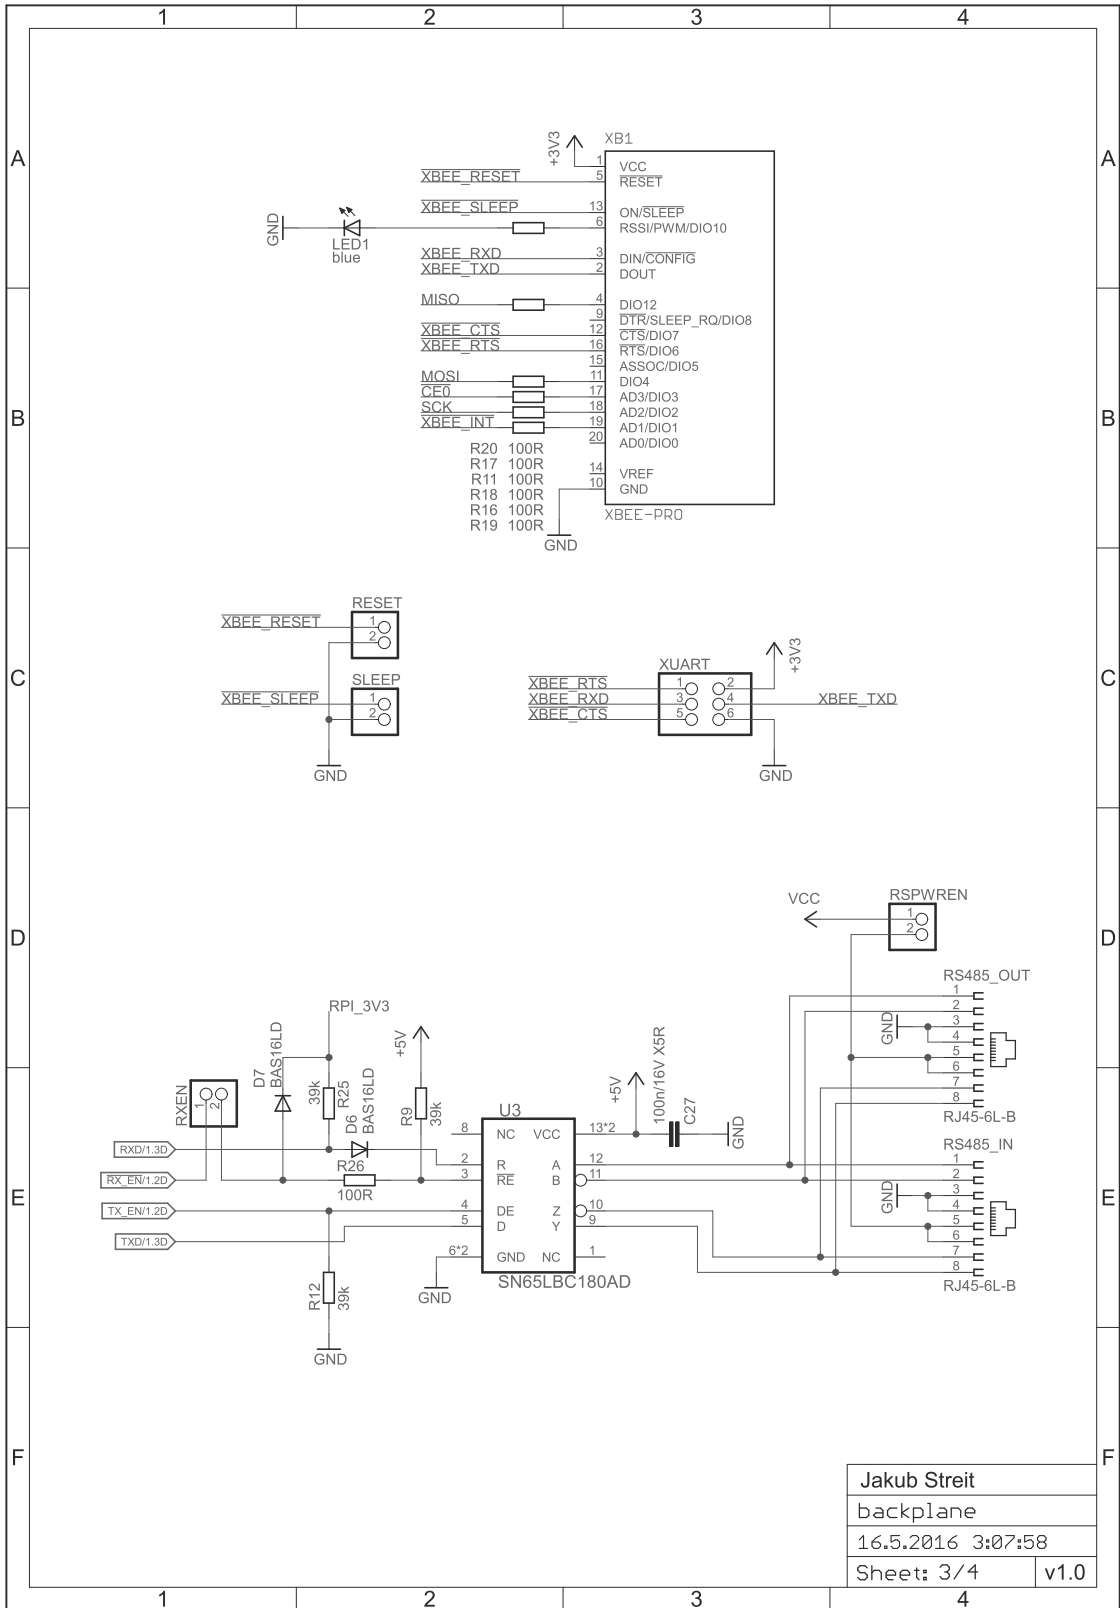 1 2 3 4
A A
XB1
+3V3
1 VCC
XBEE_RESET 5 RESET
XBEE_SLEEP 13 ON/SLEEP
GND 6 RSSI/PWM/DIO10
LED1
blue
XBEE_RXD 3 DIN/CONFIG
XBEE_TXD 2 DOUT
MISO 4 DIO12
9 DTR/SLEEP_RQ/DIO8
XBEE_CTS 12 CTS/DIO7
XBEE_RTS 16 RTS/DIO6
15 ASSOC/DIO5
MOSI 11 DIO4
CE0 17 AD3/DIO3
B B
SCK 18 AD2/DIO2
XBEE_INT 19 AD1/DIO1
20 AD0/DIO0
R20 100R
R17 100R
R11 100R
R18 100R
R16 100R
R19 100R
14 VREF
10 GND
XBEE-PRO
GND
RESET
XBEE_RESET 1
2
C C
SLEEP
XBEE_SLEEP 1
2
GND
XUART
+3V3
XBEE_RTS 1 2
XBEE_RXD 3 4 XBEE_TXD
XBEE_CTS 5 6
GND
D D
VCC
RSPWREN
1
2
RS485_OUT
1
2
GND 3
4
5
6
7
8
RJ45-6L-B
RPI_3V3
D7
BAS16LD
+5V
39k
R25
D6
BAS16LD
R9
39k
+5V
100n/16V X5R
C27
GND
RXEN
1
2
RXD/1.3D
RX_EN/1.2D
TX_EN/1.2D
TXD/1.3D
R26
100R
U3
8 NC VCC 13*2
2 R A 12
3 RE B 11
4 DE Z 10
5 D Y 9
6*2 GND NC 1
SN65LBC180AD
GND
R12
39k
GND
E E
RS485_IN
1
2
GND 3
4
5
6
7
8
RJ45-6L-B
F F
Jakub Streit
backplane
16.5.2016 3:07:58
Sheet: 3/4 v1.0
1 2 3 4